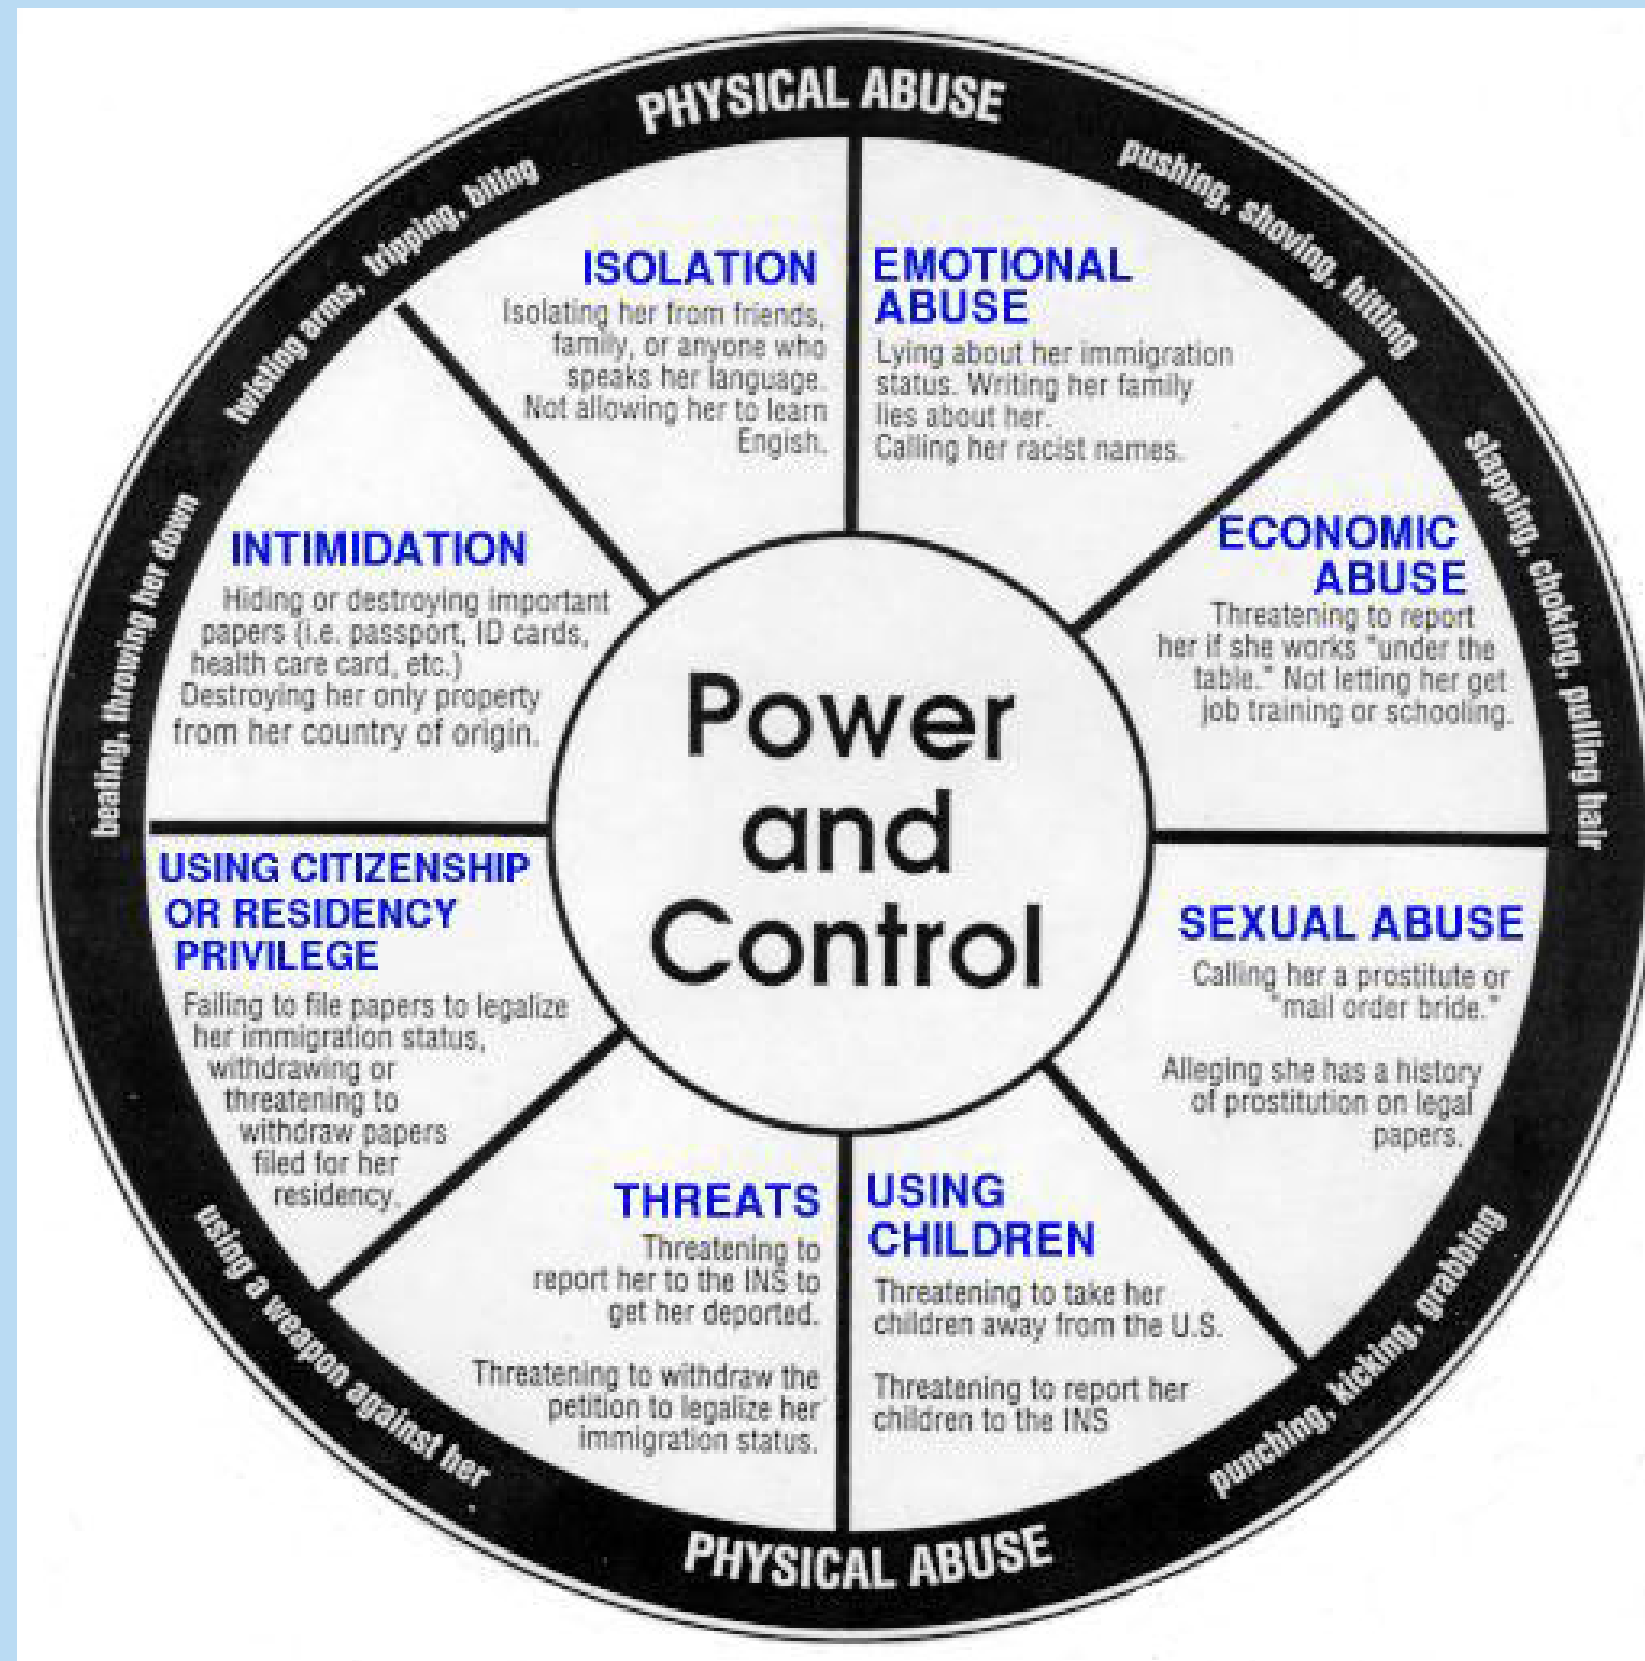 PHYSICAL ABUSE
pushing, shoving, hitting
slapping, choking, pulling hair
punching, kicking, grabbing
PHYSICAL ABUSE
using a weapon against her
beating, throwing her down
twisting arms, tripping, biting
ISOLATION
Isolating her from friends,
family, or anyone who
speaks her language.
Not allowing her to learn
Engish.
EMOTIONAL
ABUSE
Lying about her immigration
status. Writing her family
lies about her.
Calling her racist names.
ECONOMIC
ABUSE
Threatening to report
her if she works "under the
table." Not letting her get
job training or schooling.
SEXUAL ABUSE
Calling her a prostitute or
"mail order bride."
Alleging she has a history
of prostitution on legal
papers.
USING
CHILDREN
Threatening to take her
children away from the U.S.
Threatening to report her
children to the INS
THREATS
Threatening to
report her to the INS to
get her deported.
Threatening to withdraw the
petition to legalize her
immigration status.
USING CITIZENSHIP
OR RESIDENCY
PRIVILEGE
Failing to file papers to legalize
her immigration status,
withdrawing or
threatening to
withdraw papers
filed for her
residency.
INTIMIDATION
Hiding or destroying important
papers (i.e. passport, ID cards,
health care card, etc.)
Destroying her only property
from her country of origin.
Power
and
Control